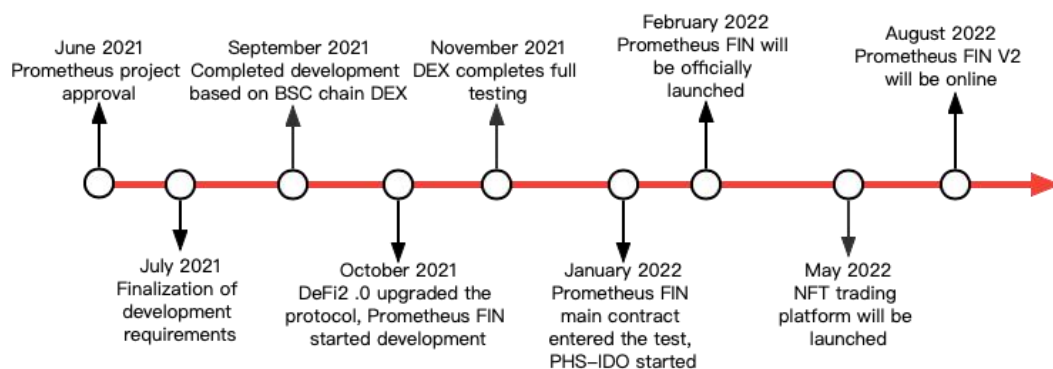 June 2021
Prometheus project
approval
July 2021
Finalization of
development
requirements
September 2021
Completed development
based on BSC chain DEX
October 2021
DeFi2 .0 upgraded the
protocol, Prometheus FIN
started development
November 2021
DEX completes full
testing
January 2022
Prometheus FIN
main contract
entered the test,
PHS-IDO started
February 2022
Prometheus FIN will
be officially
launched
May 2022
NFT trading
platform will be
launched
August 2022
Prometheus FIN V2
will be online